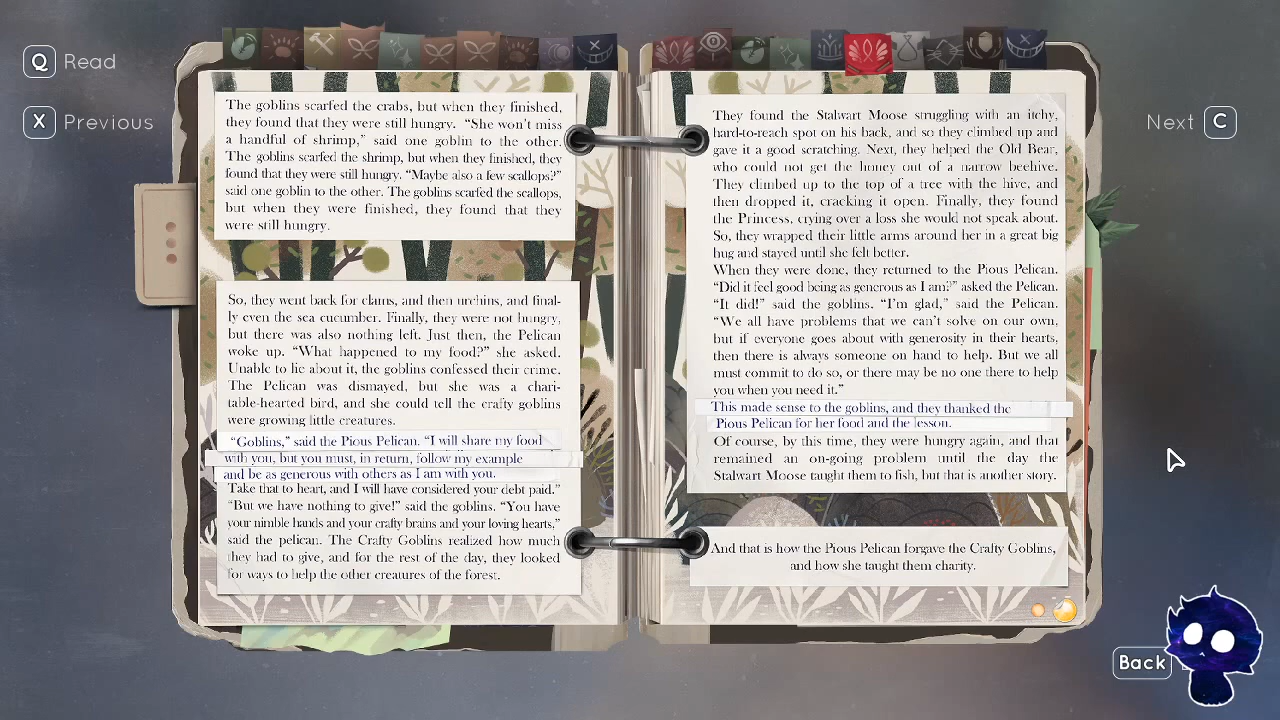 Q Read
X Previous
Next C
The goblins scarfed the crabs, but when they finished,
they found that they were still hungry. “She won’t miss
a handful of shrimp,” said one goblin to the other.
The goblins scarfed the shrimp, but when they finished, they
found that they were still hungry. “Maybe also a few scallops?”
said one goblin to the other. The goblins scarfed the scallops,
but when they were finished, they found that they
were still hungry.
So, they went back for clams, and then urchins, and final-
ly even the sea cucumber. Finally, they were not hungry,
but there was also nothing left. Just then, the Pelican
woke up. “What happened to my food?” she asked.
Unable to lie about it, the goblins confessed their crime.
The Pelican was dismayed, but she was a chari-
table-hearted bird, and she could tell the crafty goblins
were growing little creatures.
“Goblins,” said the Pious Pelican. “I will share my food
with you, but you must, in return, follow my example
and be as generous with others as I am with you.
Take that to heart, and I will have considered your debt paid.”
“But we have nothing to give!” said the goblins. “You have
your nimble hands and your crafty brains and your loving hearts,”
said the pelican. The Crafty Goblins realized how much
they had to give, and for the rest of the day, they looked
for ways to help the other creatures of the forest.
They found the Stalwart Moose struggling with an itchy,
hard-to-reach spot on his back, and so they climbed up and
gave it a good scratching. Next, they helped the Old Bear,
who could not get the honey out of a narrow beehive.
They climbed up to the top of a tree with the hive, and
then dropped it, cracking it open. Finally, they found
the Princess, crying over a loss she would not speak about.
So, they wrapped their little arms around her in a great big
hug and stayed until she felt better.
When they were done, they returned to the Pious Pelican.
“Did it feel good being as generous as I am?” asked the Pelican.
“It did!” said the goblins. “I’m glad,” said the Pelican.
“We all have problems that we can’t solve on our own,
but if everyone goes about with generosity in their hearts,
then there is always someone on hand to help. But we all
must commit to do so, or there may be no one there to help
you when you need it.”
This made sense to the goblins, and they thanked the
Pious Pelican for her food and the lesson.
Of course, by this time, they were hungry again, and that
remained an on-going problem until the day the
Stalwart Moose taught them to fish, but that is another story.
And that is how the Pious Pelican forgave the Crafty Goblins,
and how she taught them charity.
Back